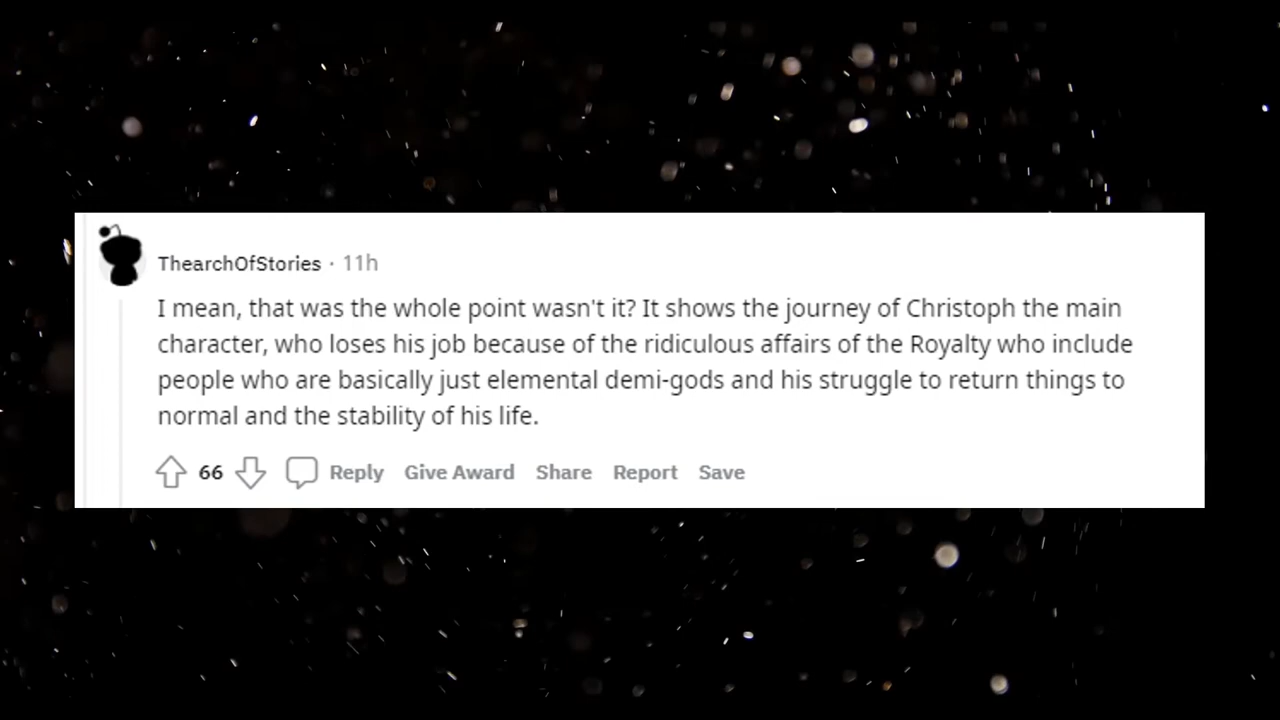 ThearchOfStories · 11h
I mean, that was the whole point wasn't it? It shows the journey of Christoph the main
character, who loses his job because of the ridiculous affairs of the Royalty who include
people who are basically just elemental demi-gods and his struggle to return things to
normal and the stability of his life.
66 Reply Give Award Share Report Save